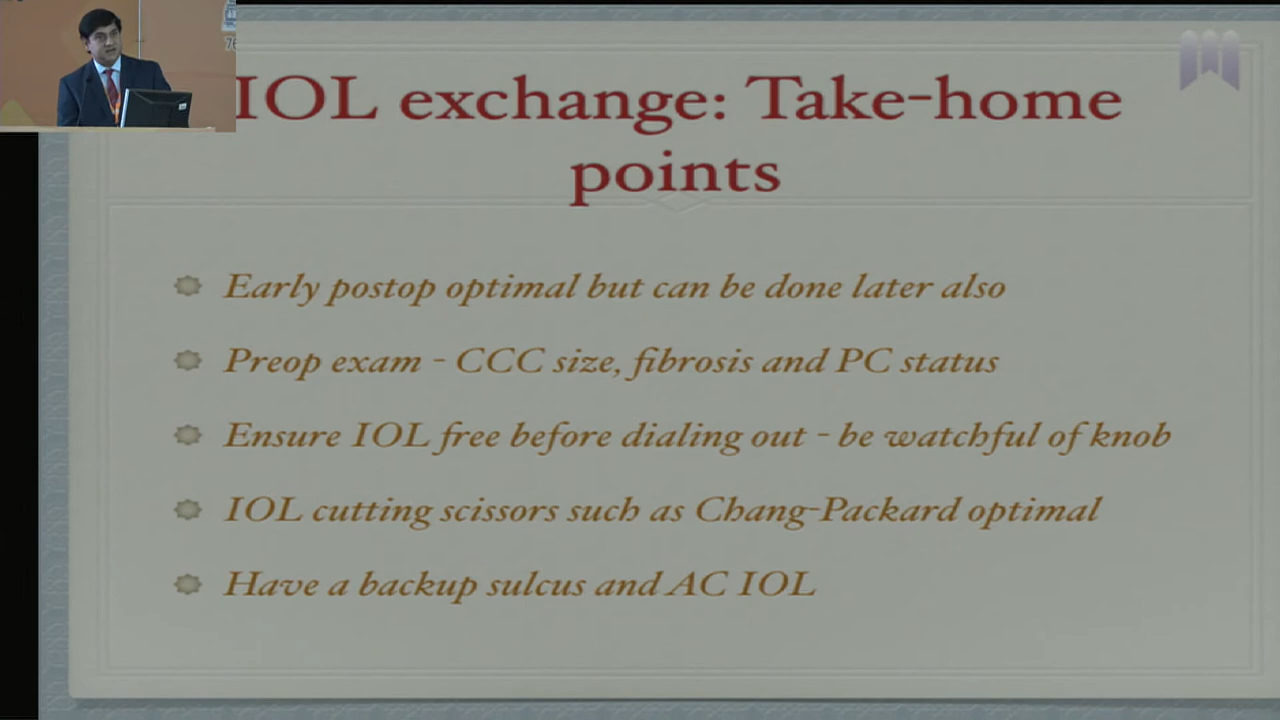 IOL exchange: Take-home
points
Early postop optimal but can be done later also
Preop exam - CCC size, fibrosis and PC status
Ensure IOL free before dialing out - be watchful of knob
IOL cutting scissors such as Chang-Packard optimal
Have a backup sulcus and AC IOL